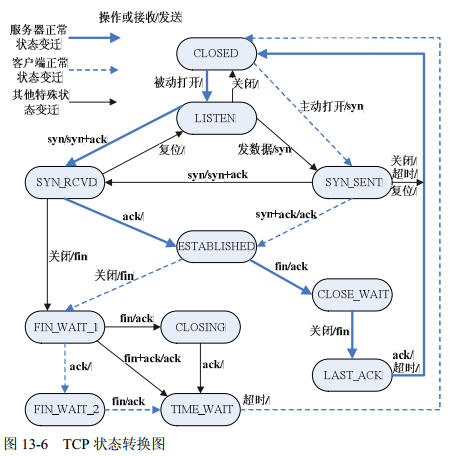 操作或接收/发送
服务器正常
状态变迁
客户端正常
状态变迁
其他特殊状
态变迁
CLOSED
被动打开/
关闭/
主动打开/syn
LISTEN
syn/syn+ack
复位/
发数据/syn
syn/syn+ack
SYN_RCVD
SYN_SENT
关闭/
超时/
复位/
ack/
syn+ack/ack
ESTABLISHED
关闭/fin
关闭/fin
fin/ack
CLOSE_WAIT
FIN_WAIT_1
fin/ack
CLOSING
关闭/fin
fin+ack/ack
ack/
ack/
LAST_ACK
ack/
超时/
FIN_WAIT_2
fin/ack
TIME_WAIT
超时/
图 13-6 TCP 状态转换图